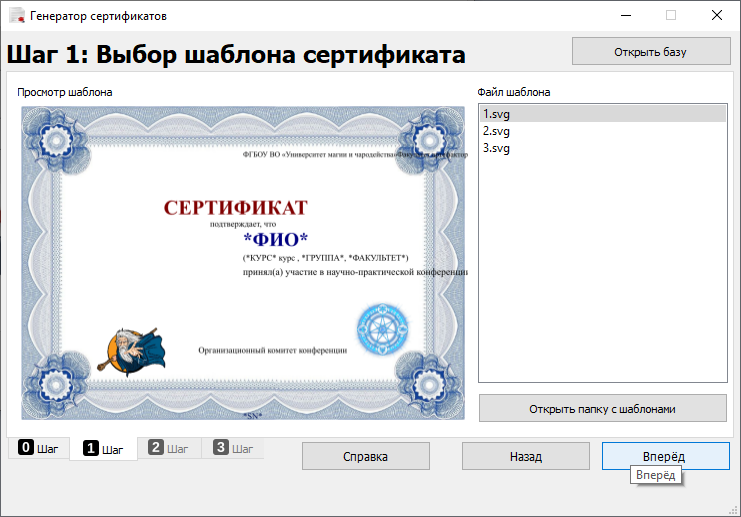 Генератор сертификатов
Шаг 1: Выбор шаблона сертификата
Открыть базу
Просмотр шаблона
Файл шаблона
ФГБОУ ВО «Университет магии и чародейства»
СЕРТИФИКАТ
подтверждает, что
*ФИО*
(*КУРС* курс , *ГРУППА*, *ФАКУЛЬТЕТ*)
принял(а) участие в научно-практической конференции
Организационный комитет конференции
*SN*
1.svg
2.svg
3.svg
Открыть папку с шаблонами
0 Шаг
1 Шаг
2 Шаг
3 Шаг
Справка
Назад
Вперёд
Вперёд